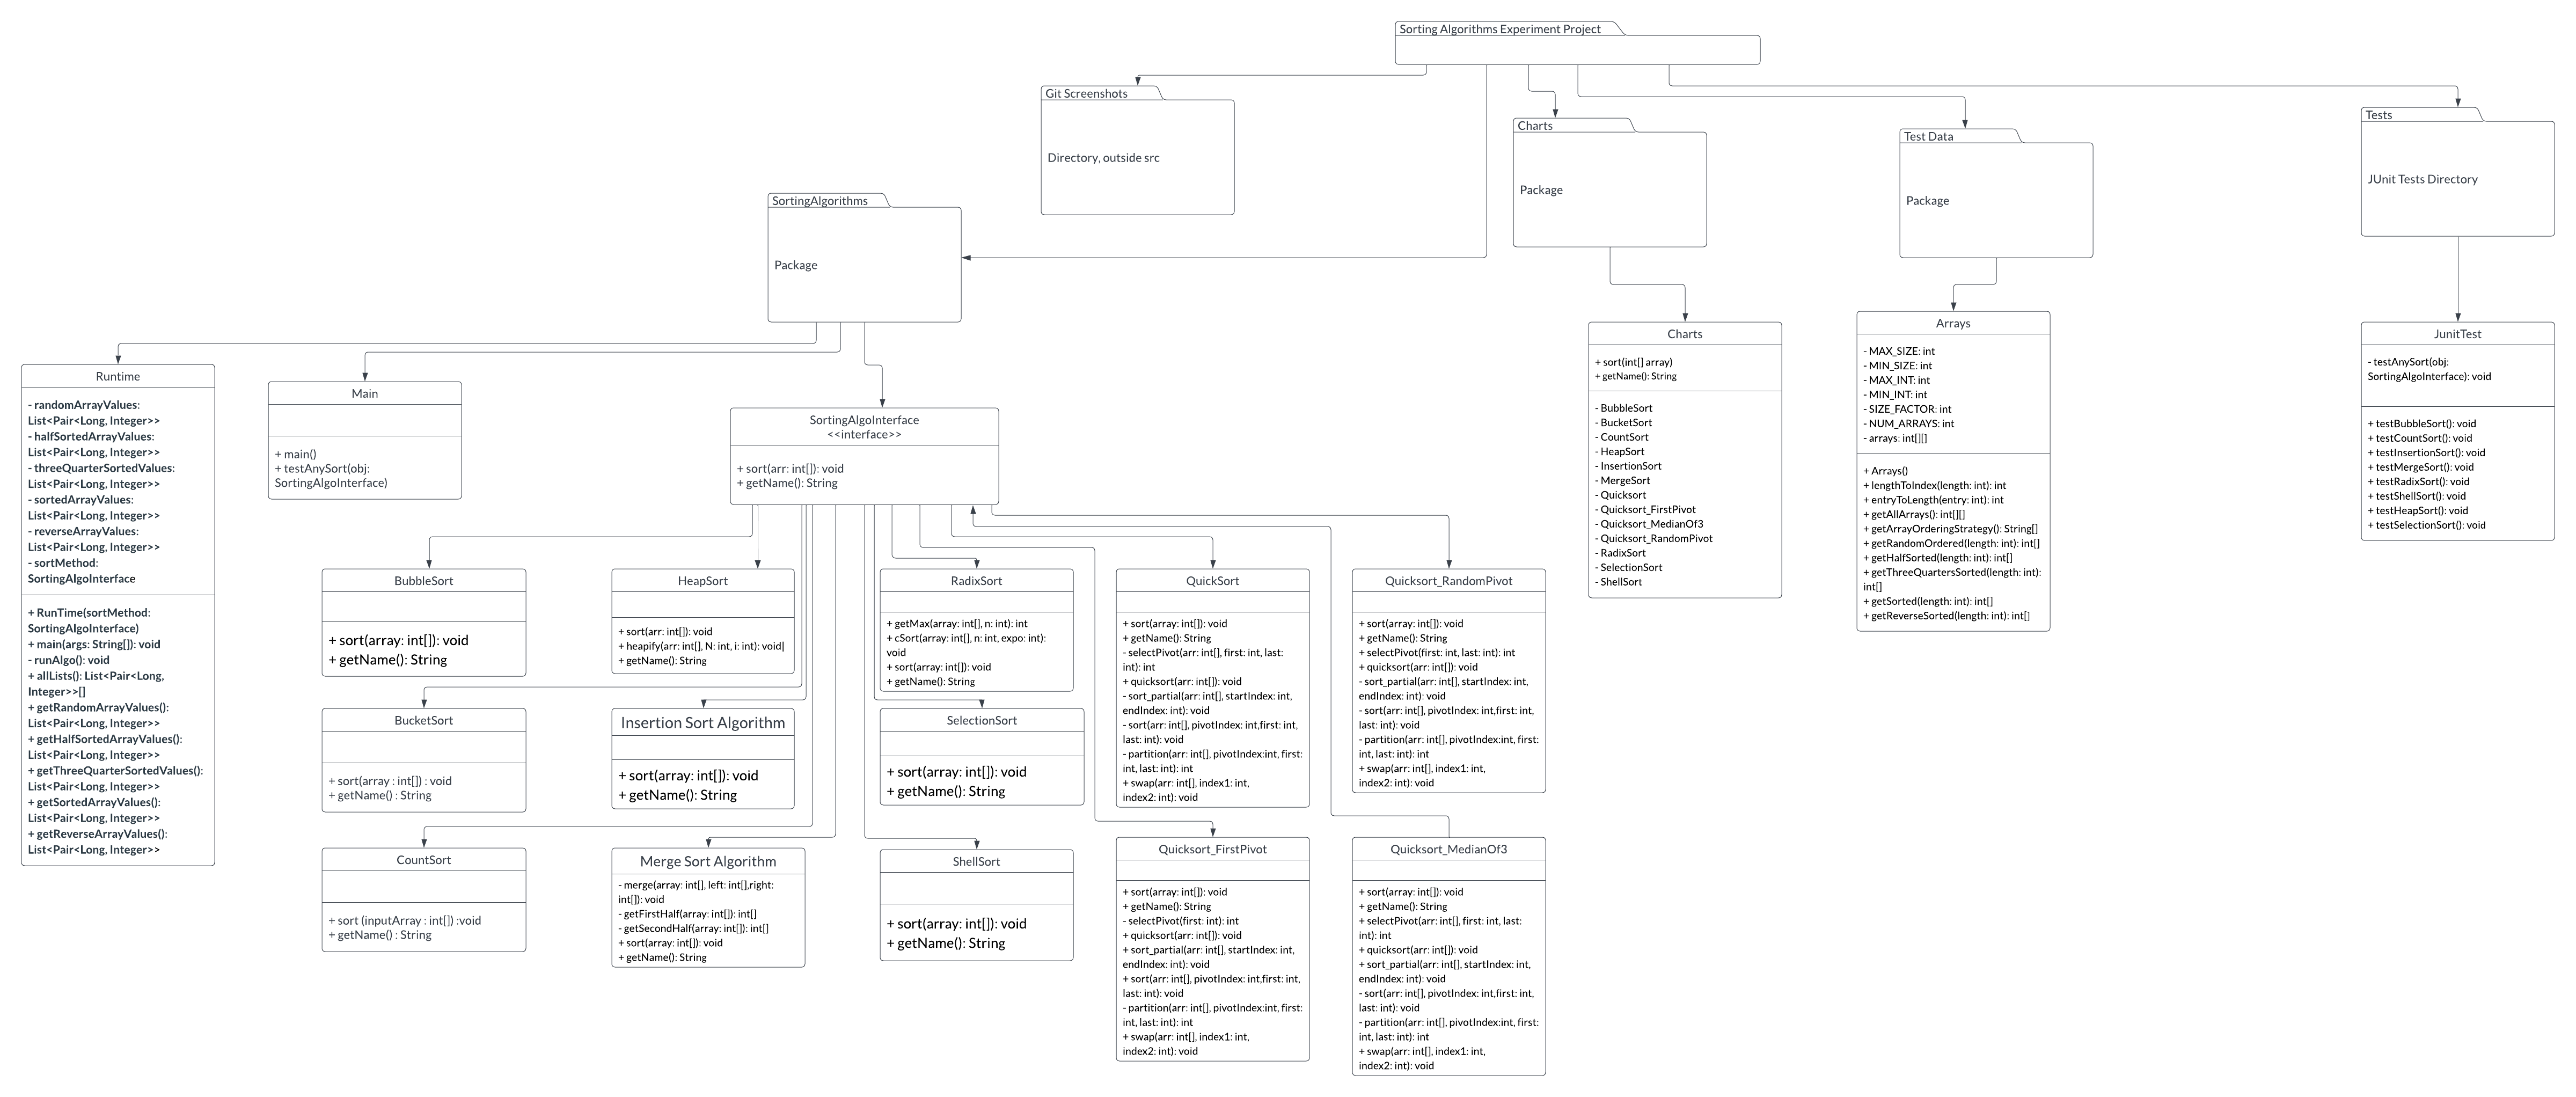 Sorting Algorithms Experiment Project
Git Screenshots
Directory, outside src
Charts
Package
Test Data
Package
Tests
JUnit Tests Directory
SortingAlgorithms
Package
Runtime
- randomArrayValues:
List<Pair<Long, Integer>>
- halfSortedArrayValues:
List<Pair<Long, Integer>>
- threeQuarterSortedValues:
List<Pair<Long, Integer>>
- sortedArrayValues:
List<Pair<Long, Integer>>
- reverseArrayValues:
List<Pair<Long, Integer>>
- sortMethod:
SortingAlgoInterface
+ RunTime(sortMethod:
SortingAlgoInterface)
+ main(args: String[]): void
- runAlgo(): void
+ allLists(): List<Pair<Long,
Integer>>[]
+ getRandomArrayValues():
List<Pair<Long, Integer>>
+ getHalfSortedArrayValues():
List<Pair<Long, Integer>>
+ getThreeQuarterSortedValues():
List<Pair<Long, Integer>>
+ getSortedArrayValues():
List<Pair<Long, Integer>>
+ getReverseArrayValues():
List<Pair<Long, Integer>>
Main
+ main()
+ testAnySort(obj:
SortingAlgoInterface)
SortingAlgoInterface
<<interface>>
+ sort(arr: int[]): void
+ getName(): String
Charts
+ sort(int[] array)
+ getName(): String
- BubbleSort
- BucketSort
- CountSort
- HeapSort
- InsertionSort
- MergeSort
- Quicksort
- Quicksort_FirstPivot
- Quicksort_MedianOf3
- Quicksort_RandomPivot
- RadixSort
- SelectionSort
- ShellSort
Arrays
- MAX_SIZE: int
- MIN_SIZE: int
- MAX_INT: int
- MIN_INT: int
- SIZE_FACTOR: int
- NUM_ARRAYS: int
- arrays: int[][]
+ Arrays()
+ lengthToIndex(length: int): int
+ entryToLength(entry: int): int
+ getAllArrays(): int[][]
+ getArrayOrderingStrategy(): String[]
+ getRandomOrdered(length: int): int[]
+ getHalfSorted(length: int): int[]
+ getThreeQuartersSorted(length: int):
int[]
+ getSorted(length: int): int[]
+ getReverseSorted(length: int): int[]
JunitTest
- testAnySort(obj:
SortingAlgoInterface): void
+ testBubbleSort(): void
+ testCountSort(): void
+ testInsertionSort(): void
+ testMergeSort(): void
+ testRadixSort(): void
+ testShellSort(): void
+ testHeapSort(): void
+ testSelectionSort(): void
BubbleSort
+ sort(array: int[]): void
+ getName(): String
HeapSort
+ sort(arr: int[]): void
+ heapify(arr: int[], N: int, i: int): void|
+ getName(): String
RadixSort
+ getMax(array: int[], n: int): int
+ cSort(array: int[], n: int, expo: int):
void
+ sort(array: int[]): void
+ getName(): String
QuickSort
+ sort(array: int[]): void
+ getName(): String
- selectPivot(arr: int[], first: int, last:
int): int
+ quicksort(arr: int[]): void
- sort_partial(arr: int[], startIndex: int,
endIndex: int): void
- sort(arr: int[], pivotIndex: int,first: int,
last: int): void
- partition(arr: int[], pivotIndex:int, first:
int, last: int): int
+ swap(arr: int[], index1: int,
index2: int): void
Quicksort_RandomPivot
+ sort(array: int[]): void
+ getName(): String
+ selectPivot(first: int, last: int): int
+ quicksort(arr: int[]): void
- sort_partial(arr: int[], startIndex: int,
endIndex: int): void
- sort(arr: int[], pivotIndex: int,first: int,
last: int): void
- partition(arr: int[], pivotIndex:int, first:
int, last: int): int
+ swap(arr: int[], index1: int,
index2: int): void
BucketSort
+ sort(array : int[]) : void
+ getName() : String
Insertion Sort Algorithm
+ sort(array: int[]): void
+ getName(): String
SelectionSort
+ sort(array: int[]): void
+ getName(): String
CountSort
+ sort (inputArray : int[]) :void
+ getName() : String
Merge Sort Algorithm
- merge(array: int[], left: int[],right:
int[]): void
- getFirstHalf(array: int[]): int[]
- getSecondHalf(array: int[]): int[]
+ sort(array: int[]): void
+ getName(): String
ShellSort
+ sort(array: int[]): void
+ getName(): String
Quicksort_FirstPivot
+ sort(array: int[]): void
+ getName(): String
- selectPivot(first: int): int
+ quicksort(arr: int[]): void
+ sort_partial(arr: int[], startIndex: int,
endIndex: int): void
+ sort(arr: int[], pivotIndex: int,first: int,
last: int): void
- partition(arr: int[], pivotIndex:int, first:
int, last: int): int
+ swap(arr: int[], index1: int,
index2: int): void
Quicksort_MedianOf3
+ sort(array: int[]): void
+ getName(): String
+ selectPivot(arr: int[], first: int, last:
int): int
+ quicksort(arr: int[]): void
+ sort_partial(arr: int[], startIndex: int,
endIndex: int): void
- sort(arr: int[], pivotIndex: int,first: int,
last: int): void
- partition(arr: int[], pivotIndex:int, first:
int, last: int): int
+ swap(arr: int[], index1: int,
index2: int): void